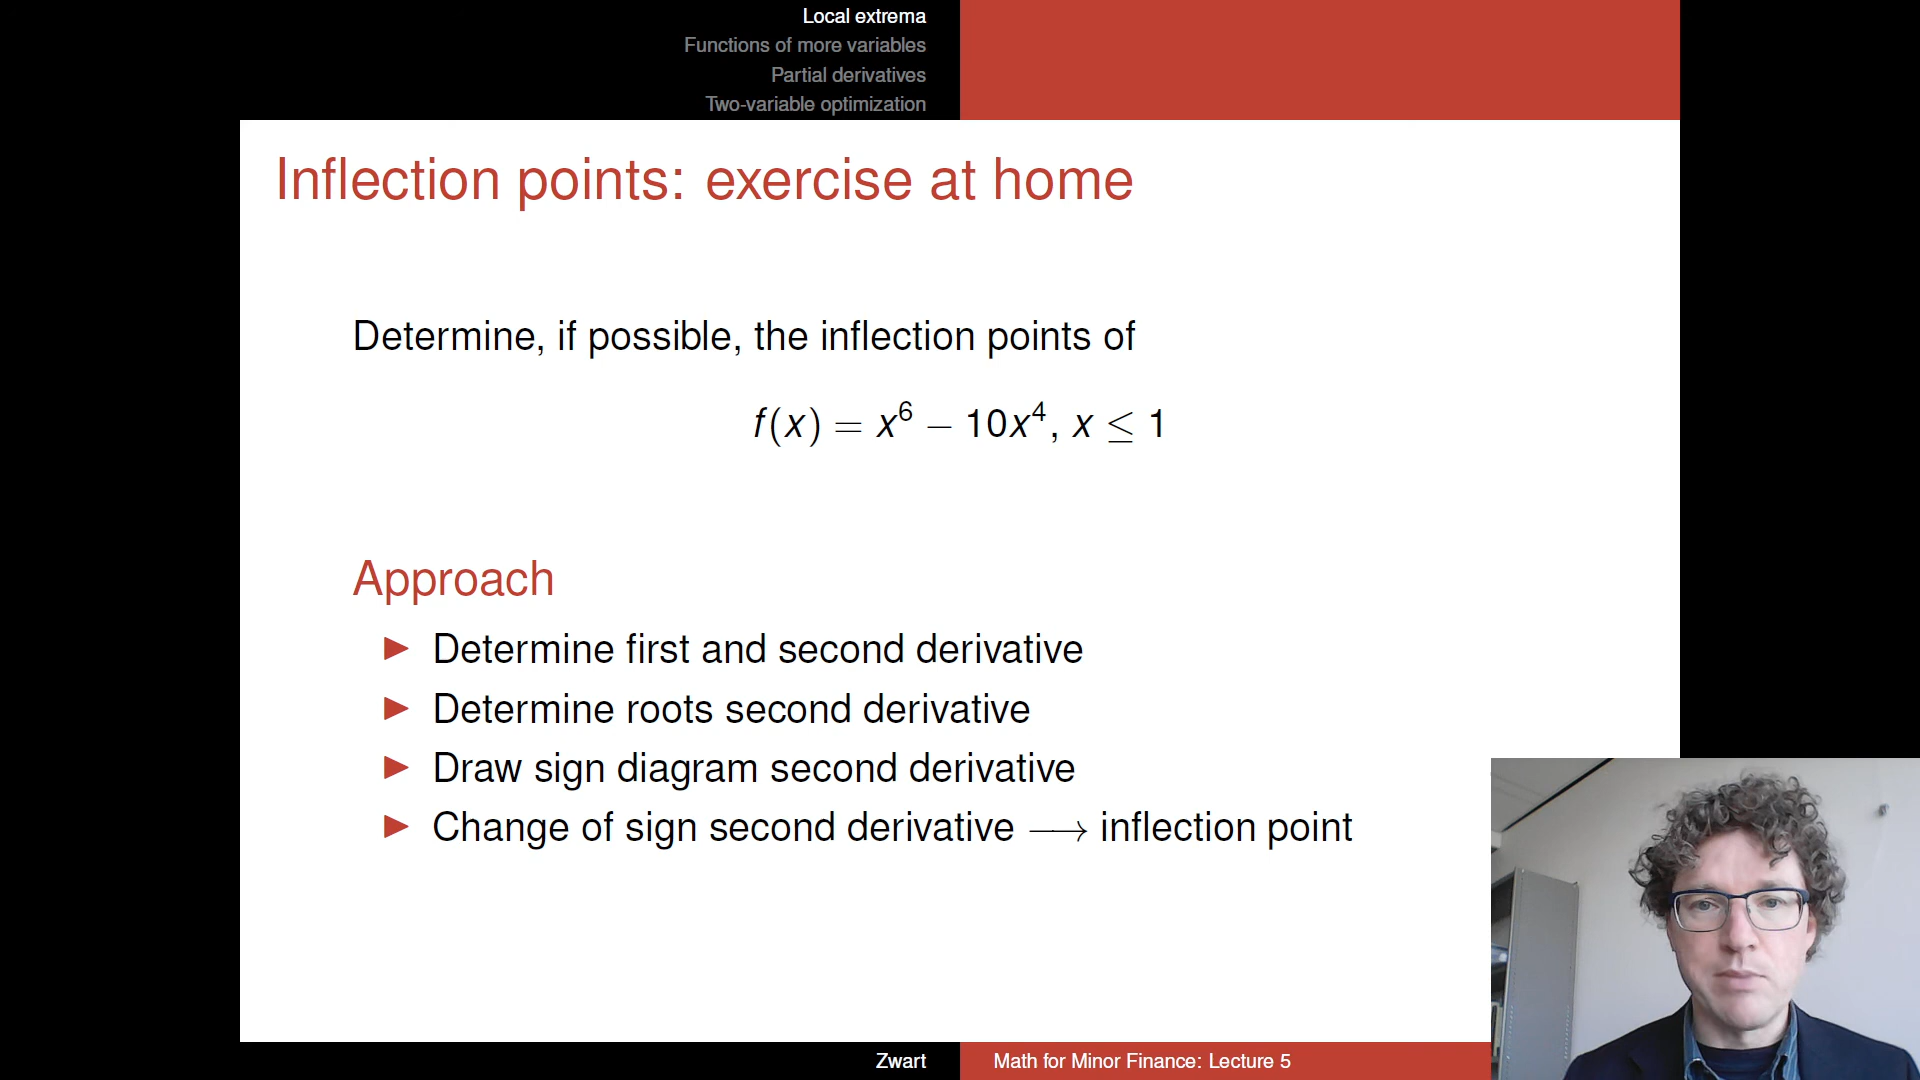 Local extrema
Functions of more variables
Partial derivatives
Two-variable optimization
Inflection points: exercise at home
Determine, if possible, the inflection points of
f(x) = x⁶ − 10x⁴, x ≤ 1
Approach
▶ Determine first and second derivative
▶ Determine roots second derivative
▶ Draw sign diagram second derivative
▶ Change of sign second derivative ⟶ inflection point
Zwart
Math for Minor Finance: Lecture 5